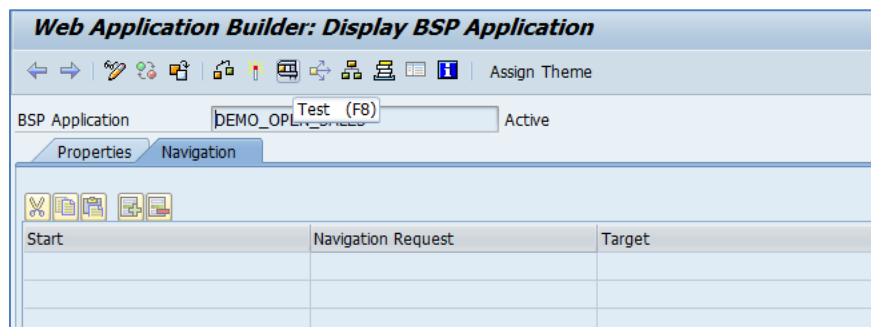 Web Application Builder: Display BSP Application
Assign Theme
Test (F8)
BSP Application DEMO_OPEN_SALES Active
Properties Navigation
Start Navigation Request Target